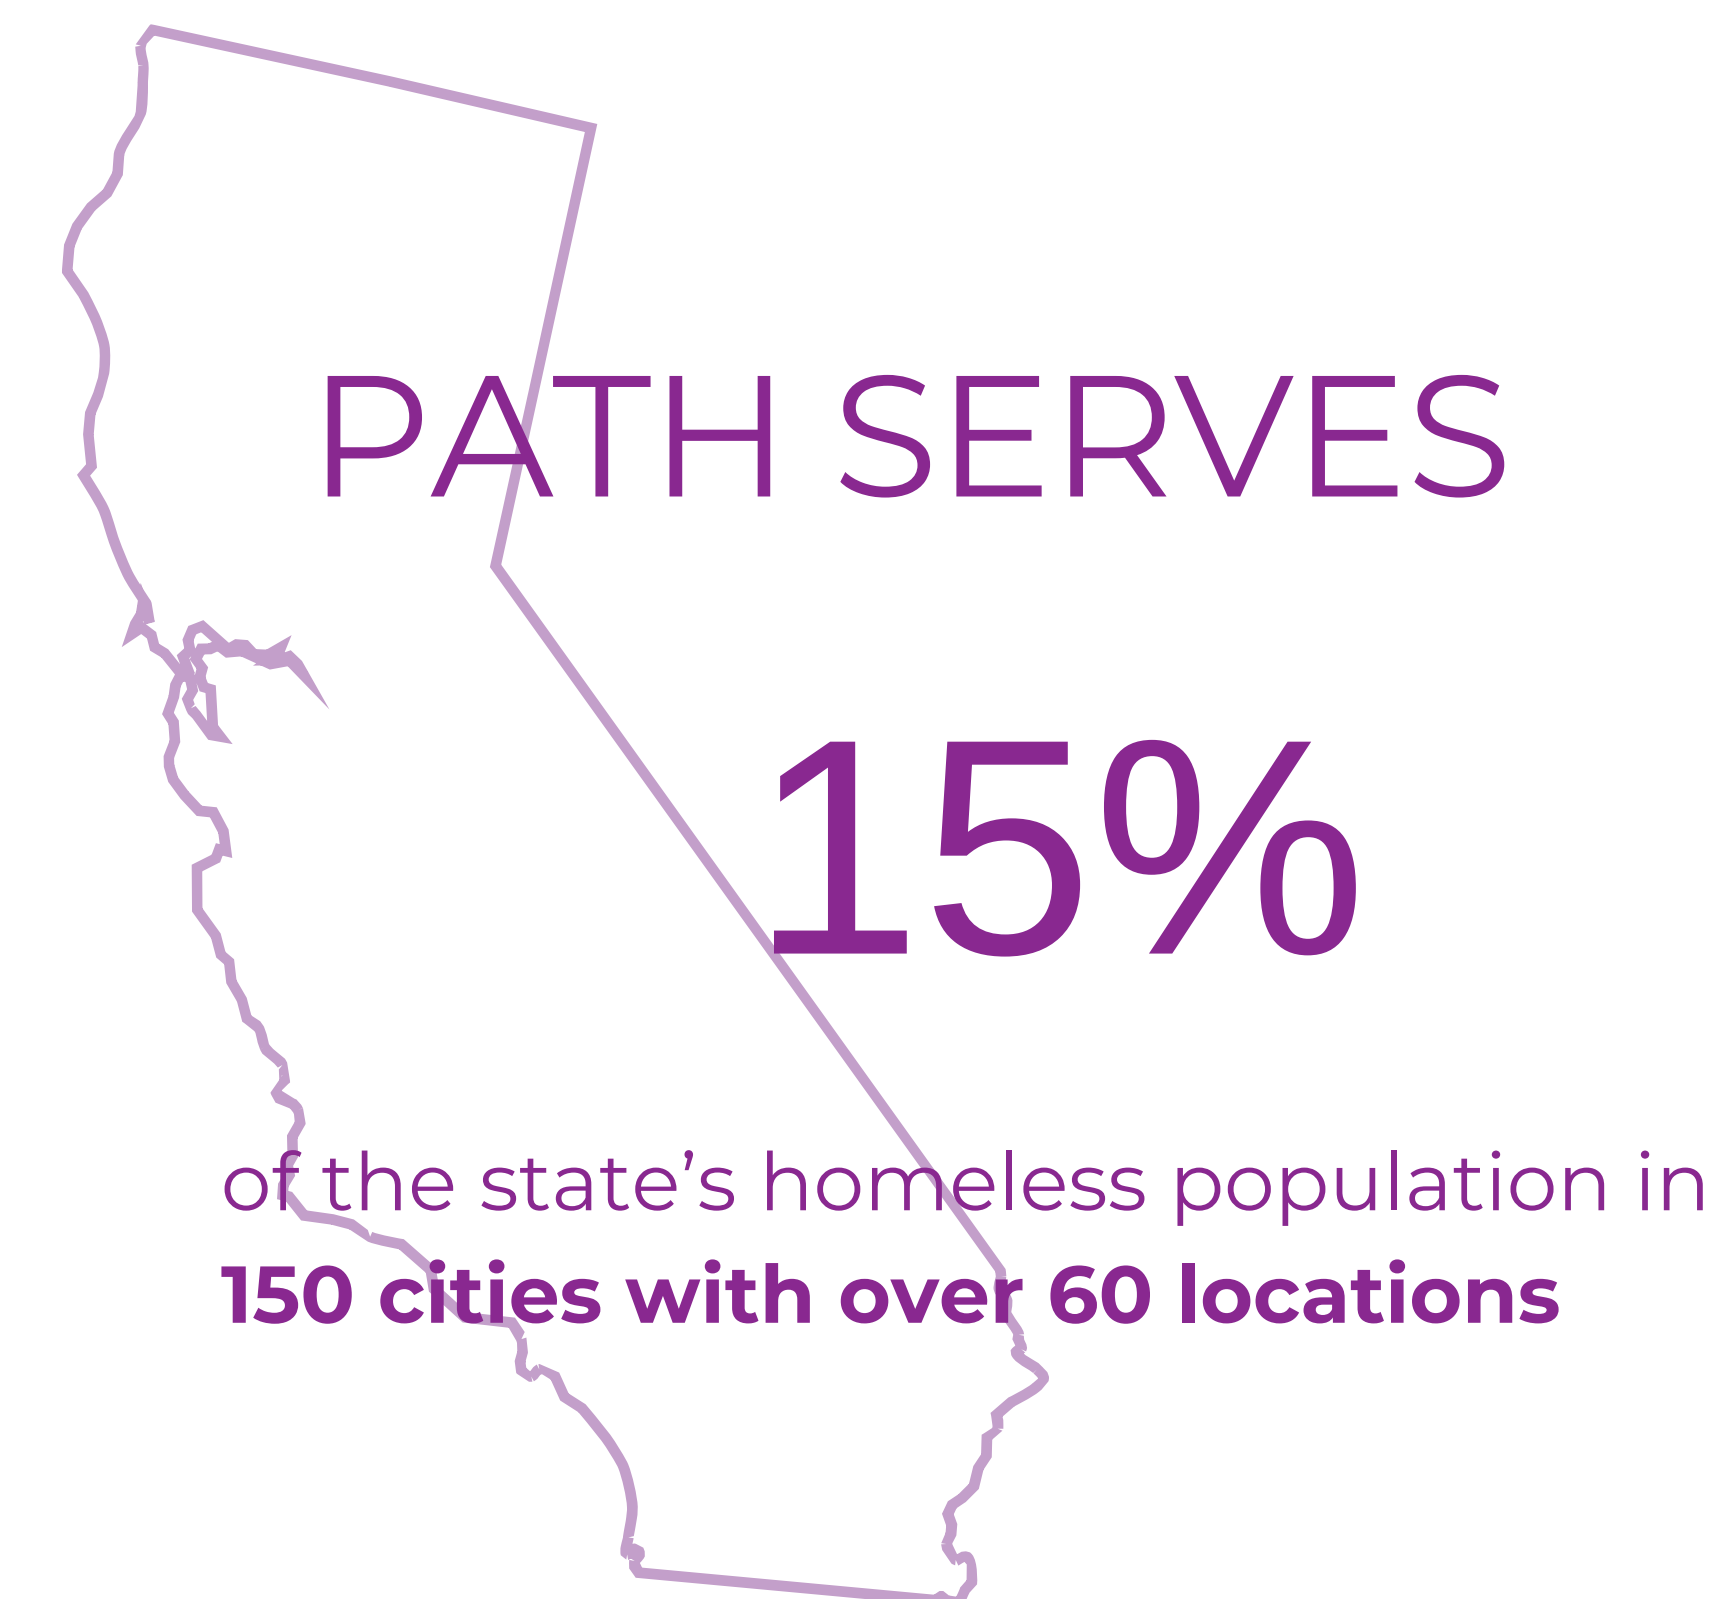 PATH SERVES
15%
of the state’s homeless population in
150 cities with over 60 locations